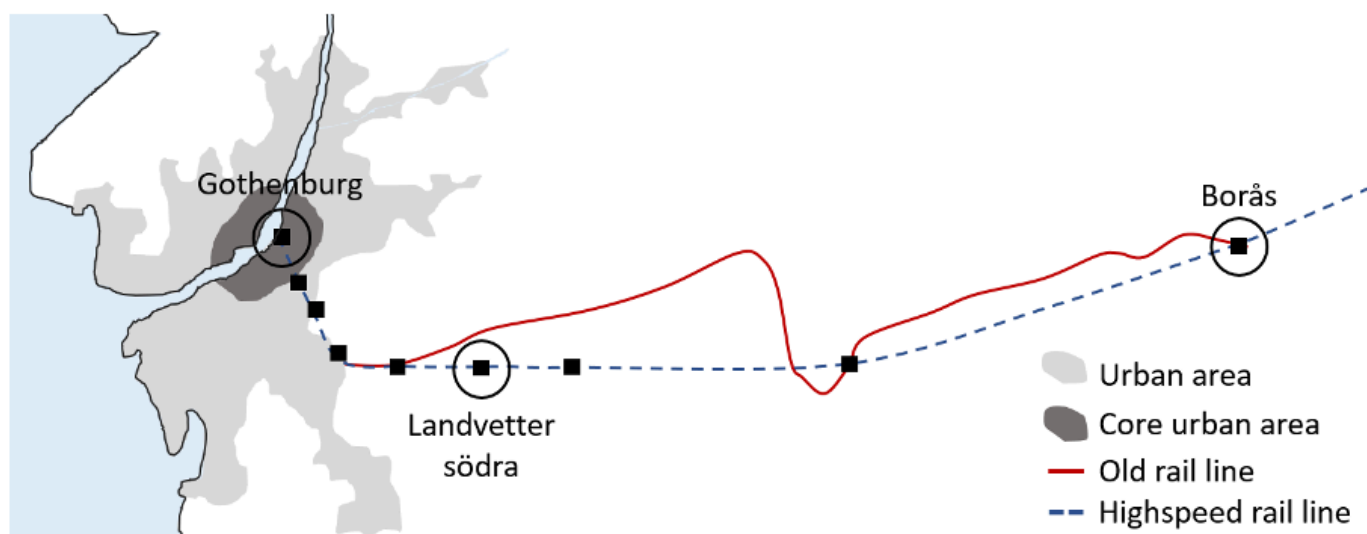 Gothenburg
Borås
Landvetter
södra
Urban area
Core urban area
Old rail line
Highspeed rail line